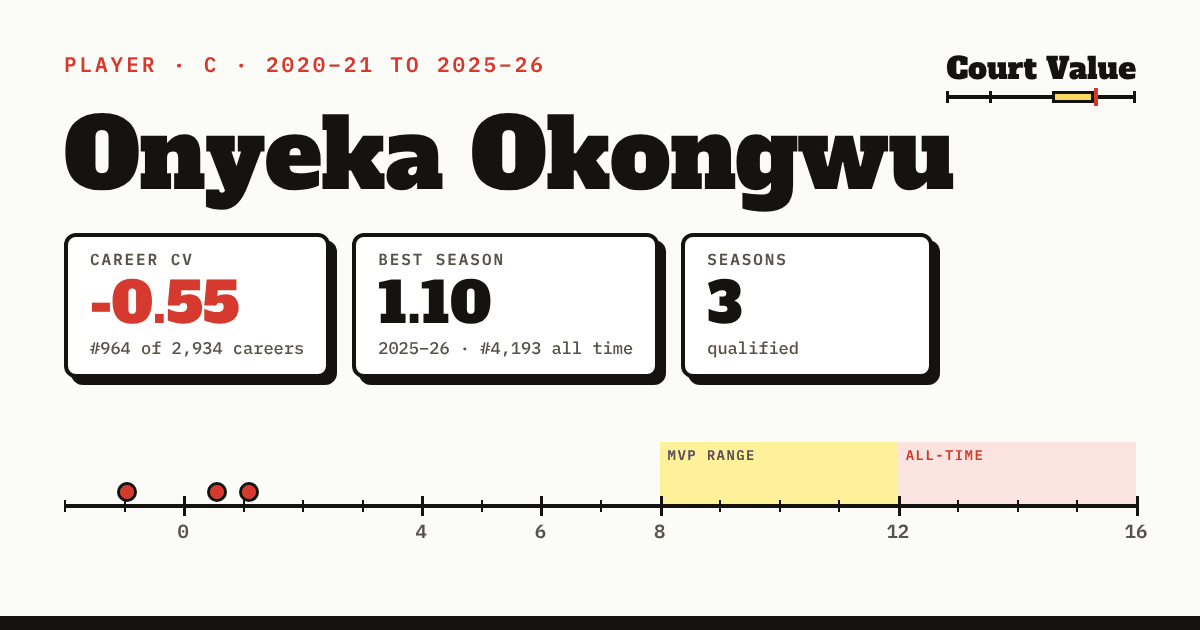 PLAYER · C · 2020–21 TO 2025–26
Court Value
Onyeka Okongwu
CAREER CV
-0.55
#964 of 2,934 careers
BEST SEASON
1.10
2025–26 · #4,193 all time
SEASONS
3
qualified
MVP RANGE
ALL-TIME
0 4 6 8 12 16